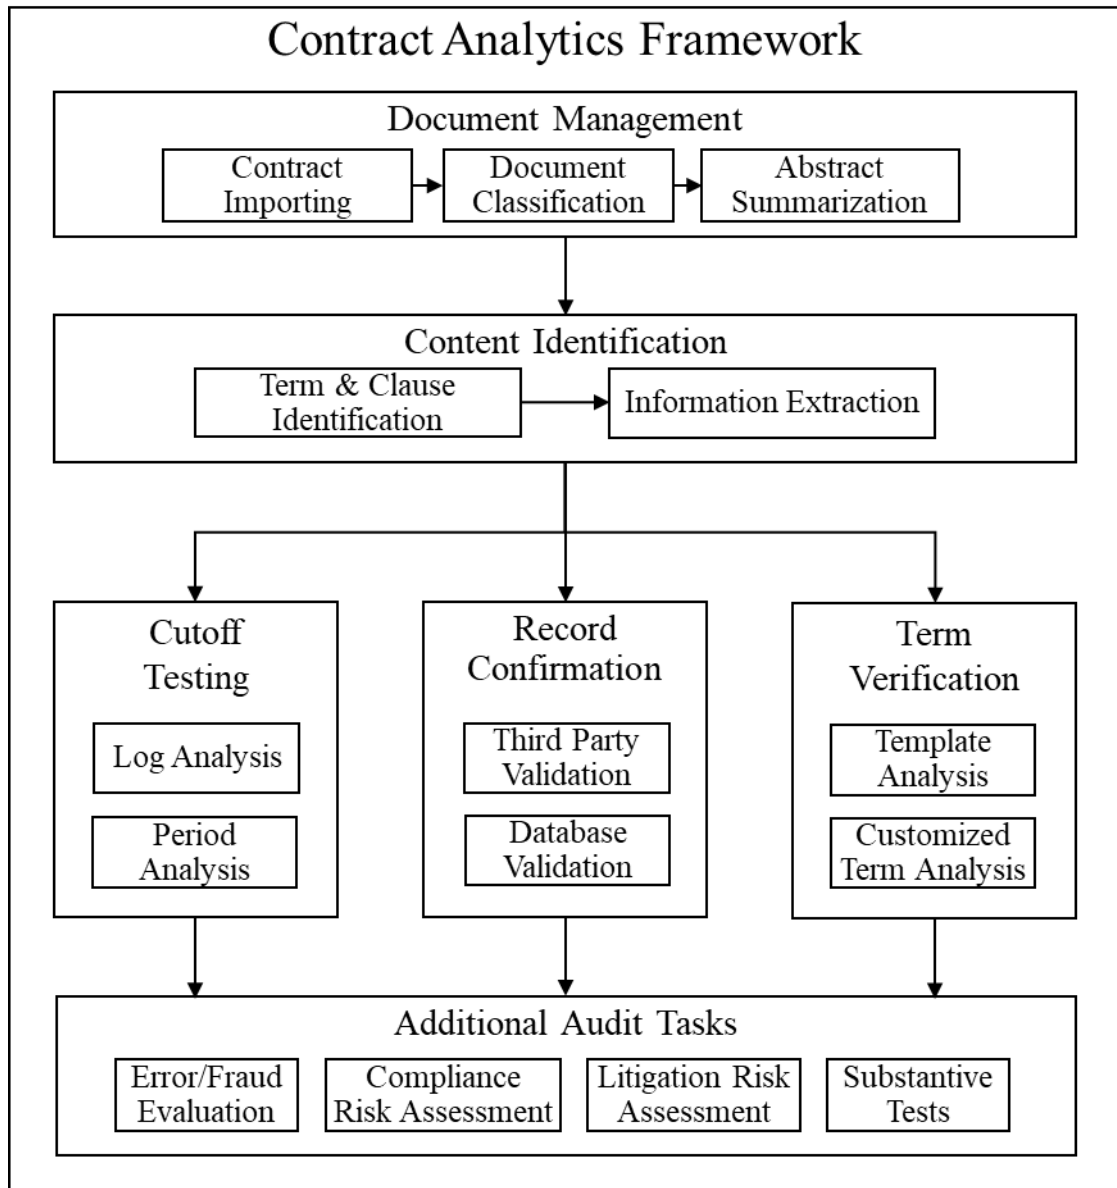 Contract Analytics Framework
Document Management
Contract
Importing
Document
Classification
Abstract
Summarization
Content Identification
Term & Clause
Identification
Information Extraction
Cutoff
Testing
Log Analysis
Period
Analysis
Record
Confirmation
Third Party
Validation
Database
Validation
Term
Verification
Template
Analysis
Customized
Term Analysis
Additional Audit Tasks
Error/Fraud
Evaluation
Compliance
Risk Assessment
Litigation Risk
Assessment
Substantive
Tests